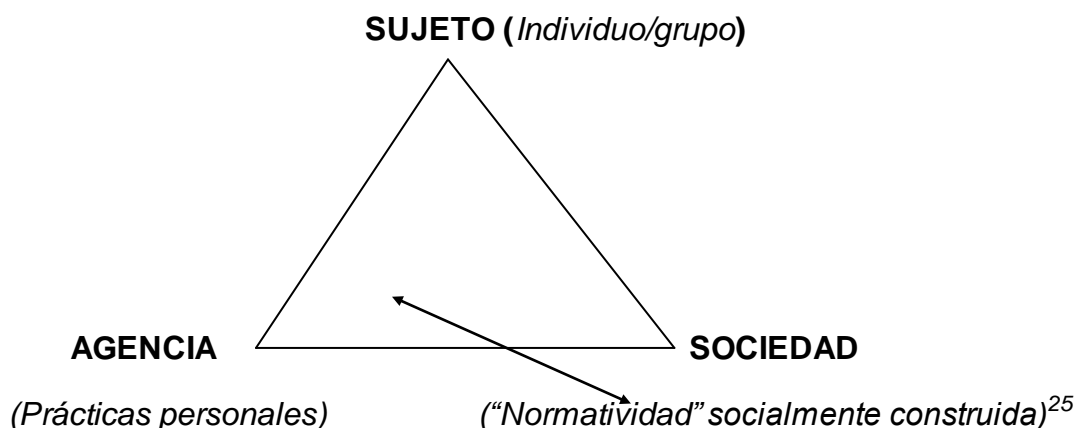 SUJETO (Individuo/grupo)
AGENCIA
SOCIEDAD
(Prácticas personales)
(“Normatividad” socialmente construida)25